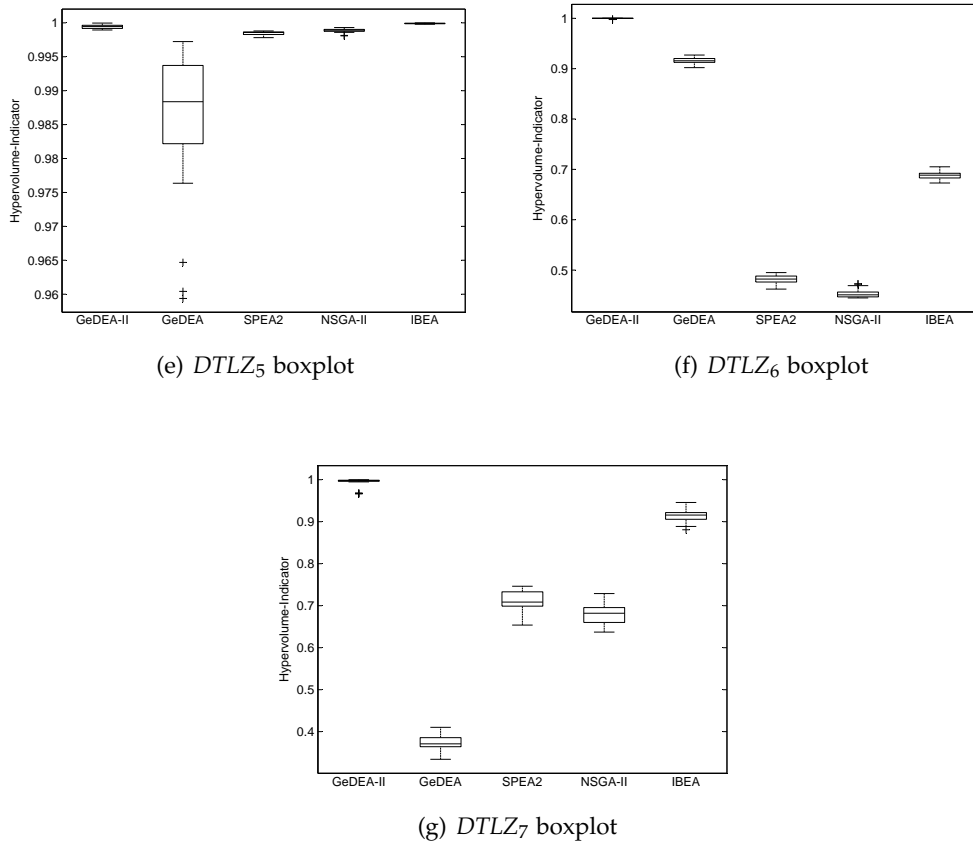 1
0.995
0.99
0.985
0.98
0.975
0.97
0.965
0.96
Hypervolume-Indicator
GeDEA-II GeDEA SPEA2 NSGA-II IBEA
(e) DTLZ5 boxplot
1
0.9
0.8
0.7
0.6
0.5
Hypervolume-Indicator
GeDEA-II GeDEA SPEA2 NSGA-II IBEA
(f) DTLZ6 boxplot
1
0.9
0.8
0.7
0.6
0.5
0.4
Hypervolume-Indicator
GeDEA-II GeDEA SPEA2 NSGA-II IBEA
(g) DTLZ7 boxplot